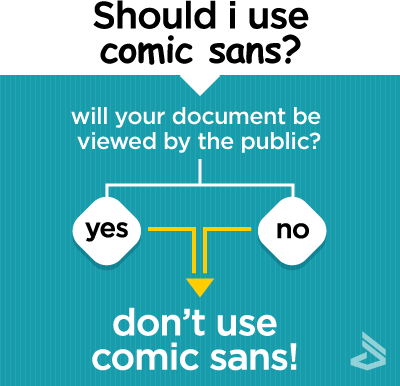 Should i use
comic sans?
will your document be
viewed by the public?
yes
no
don't use
comic sans!